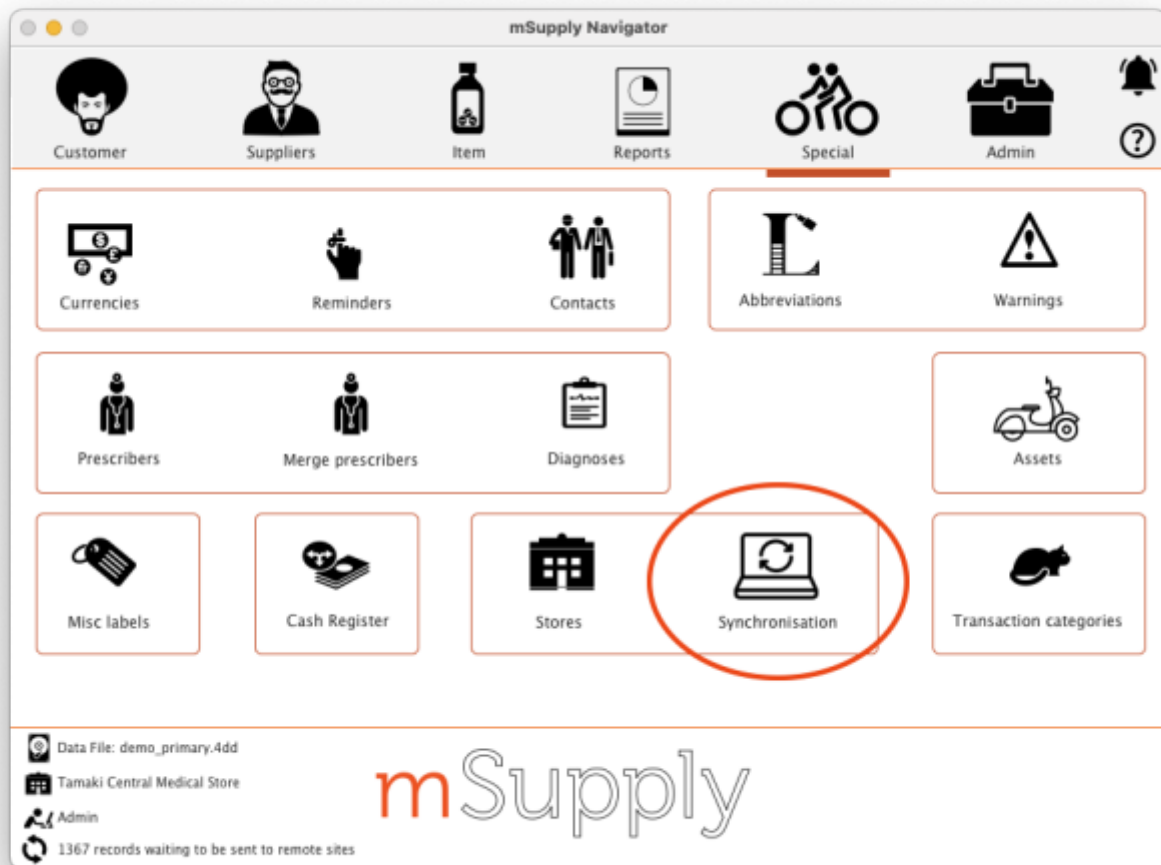 mSupply Navigator
Customer Suppliers Item Reports Special Admin
?
Currencies Reminders Contacts Abbreviations Warnings
Prescribers Merge prescribers Diagnoses Assets
Misc labels Cash Register Stores Synchronisation Transaction categories
Data File: demo_primary.4dd
Tamaki Central Medical Store
Admin
1367 records waiting to be sent to remote sites
mSupply